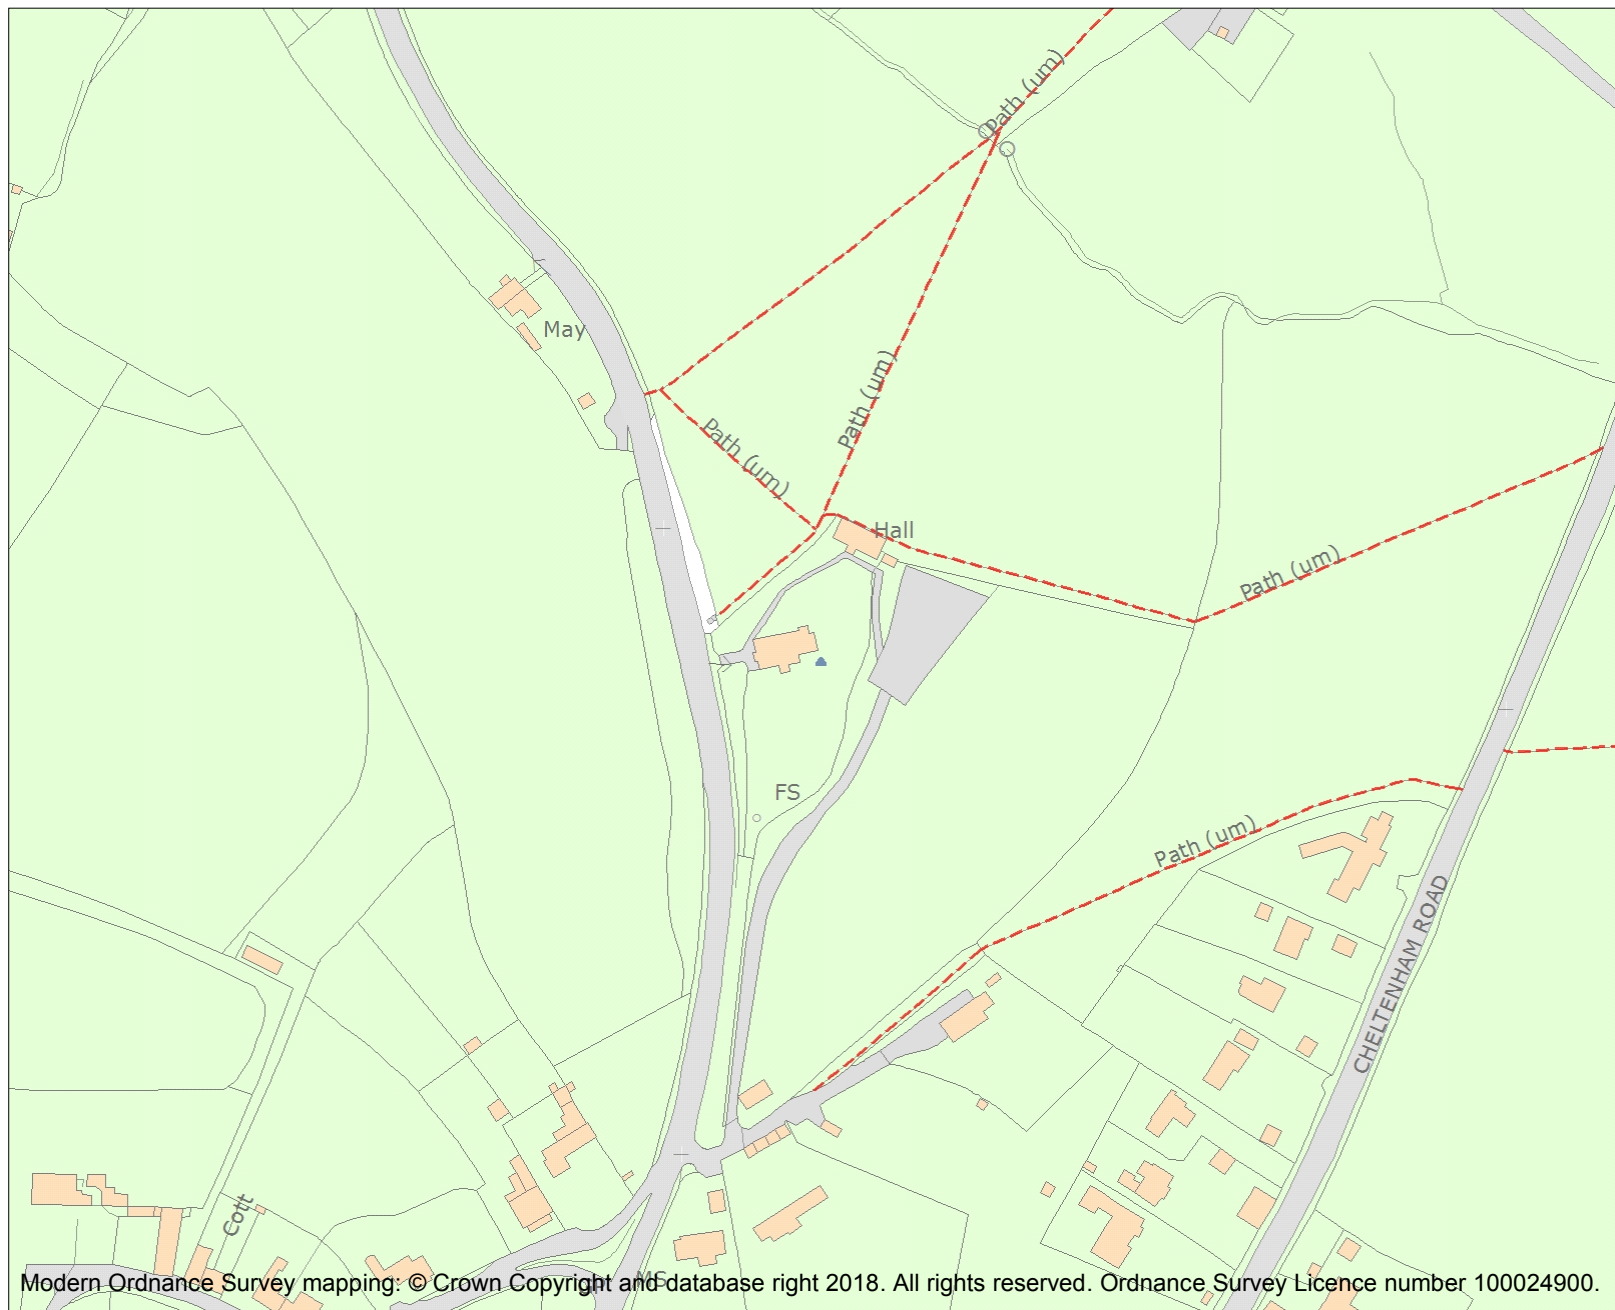 Path (um)
May
Path (um)
Path (um)
Hall
Path (um)
FS
Path (um)
CHELTENHAM ROAD
Cott
MS
Modern Ordnance Survey mapping: © Crown Copyright and database right 2018. All rights reserved. Ordnance Survey Licence number 100024900.